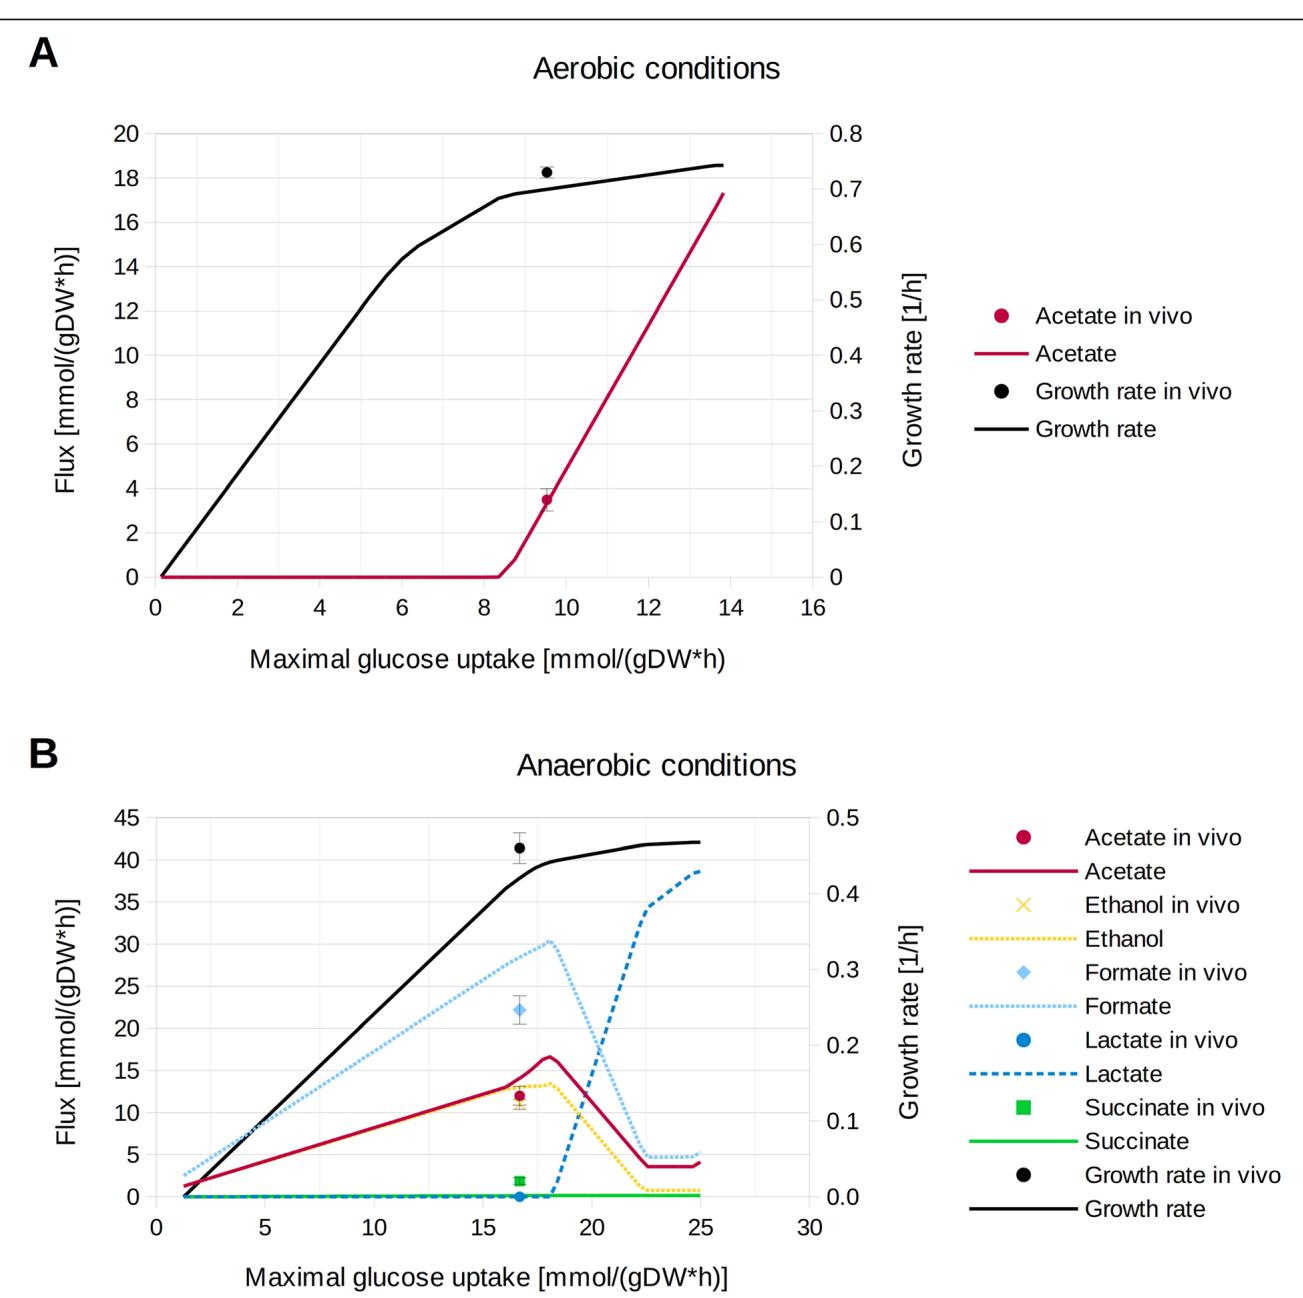 A
Aerobic conditions
20
18
16
14
12
10
8
6
4
2
0
0.8
0.7
0.6
0.5
0.4
0.3
0.2
0.1
0
Flux [mmol/(gDW*h)]
Growth rate [1/h]
0 2 4 6 8 10 12 14 16
Maximal glucose uptake [mmol/(gDW*h)
Acetate in vivo
Acetate
Growth rate in vivo
Growth rate
B
Anaerobic conditions
45
40
35
30
25
20
15
10
5
0
0.5
0.4
0.3
0.2
0.1
0.0
Flux [mmol/(gDW*h)]
Growth rate [1/h]
0 5 10 15 20 25 30
Maximal glucose uptake [mmol/(gDW*h)]
Acetate in vivo
Acetate
Ethanol in vivo
Ethanol
Formate in vivo
Formate
Lactate in vivo
Lactate
Succinate in vivo
Succinate
Growth rate in vivo
Growth rate